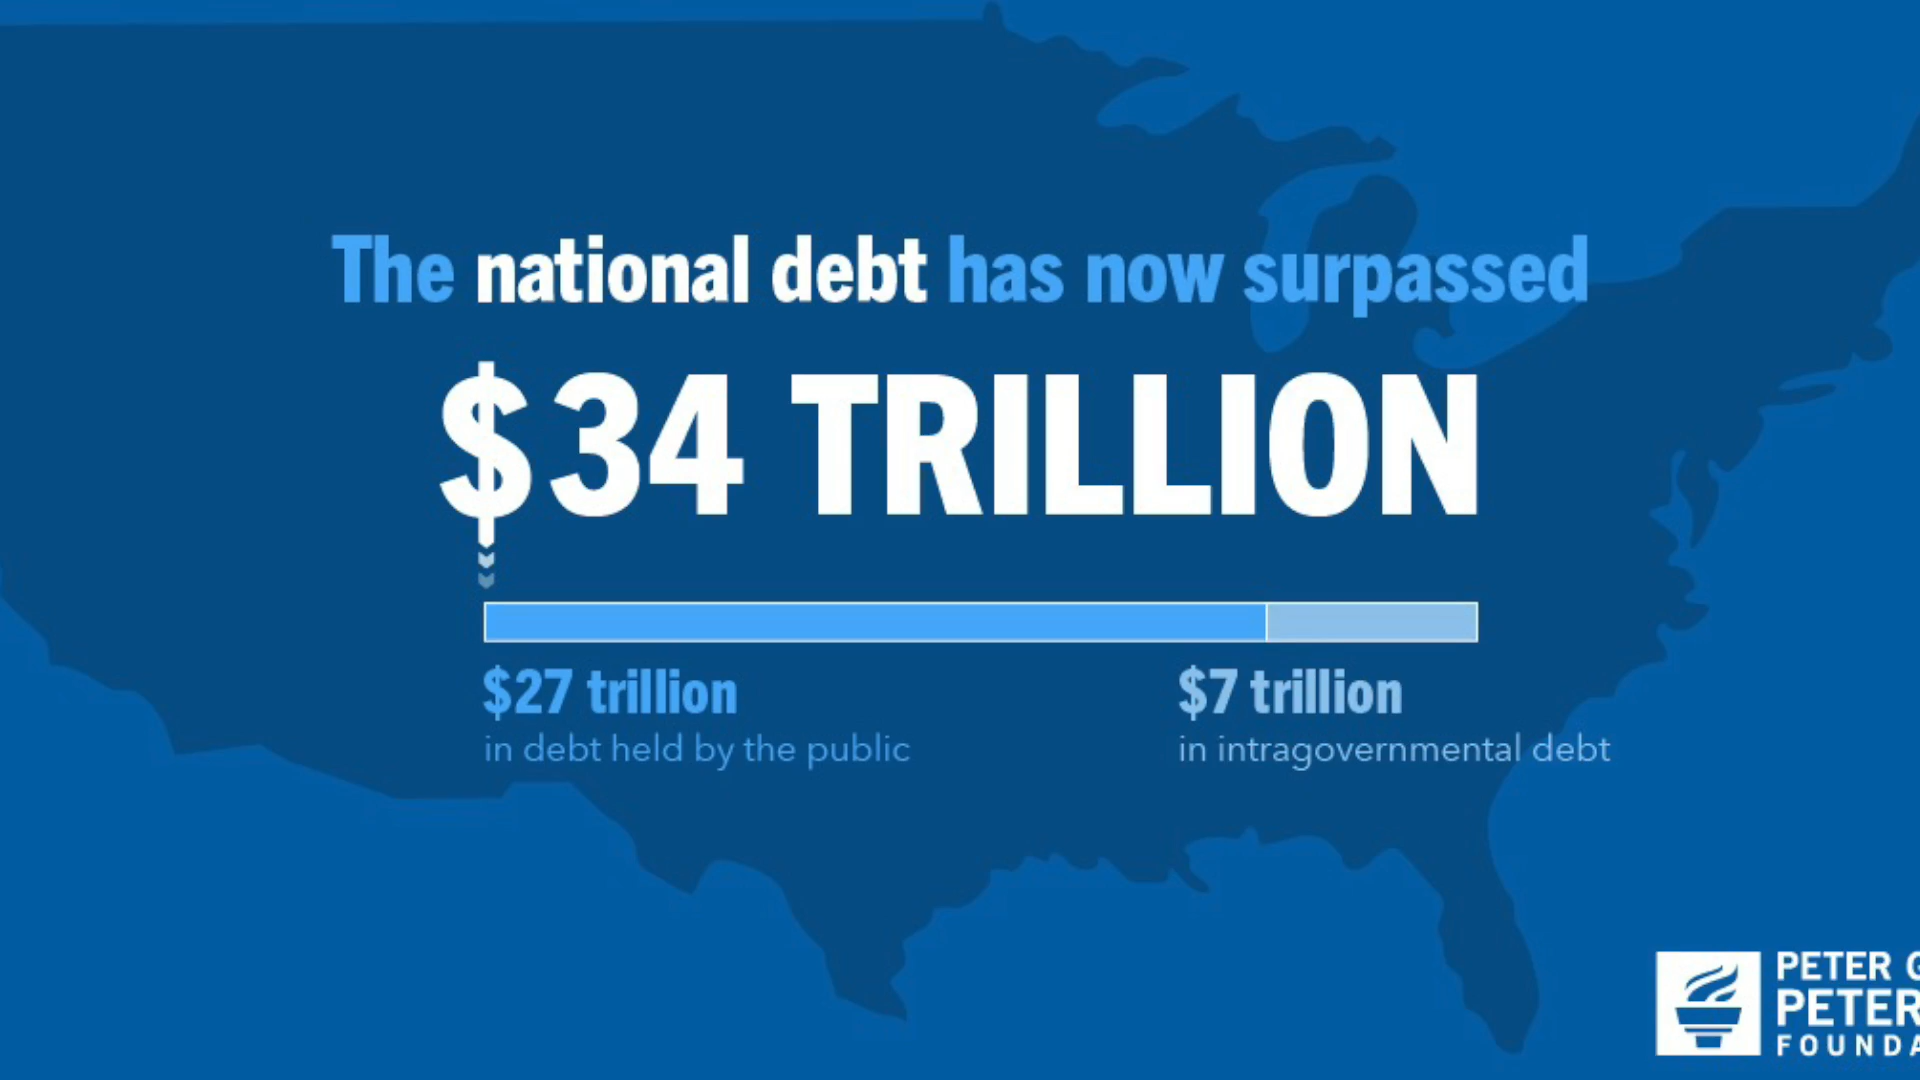 The national debt has now surpassed
$34 TRILLION
$27 trillion
in debt held by the public
$7 trillion
in intragovernmental debt
PETER G
PETER
FOUNDA